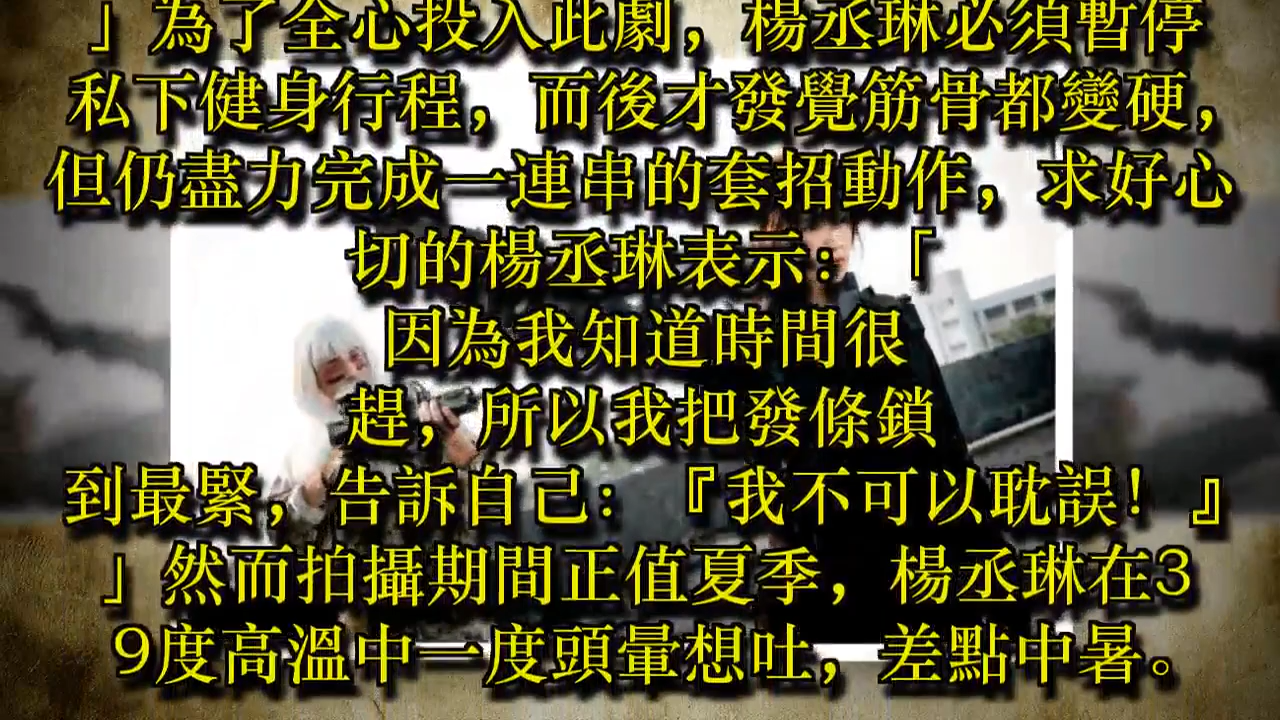 」為了全心投入此劇，楊丞琳必須暫停
私下健身行程，而後才發覺筋骨都變硬，
但仍盡力完成一連串的套招動作，求好心
切的楊丞琳表示：「
因為我知道時間很
趕，所以我把發條鎖
到最緊，告訴自己：『我不可以耽誤！』
」然而拍攝期間正值夏季，楊丞琳在3
9度高溫中一度頭暈想吐，差點中暑。